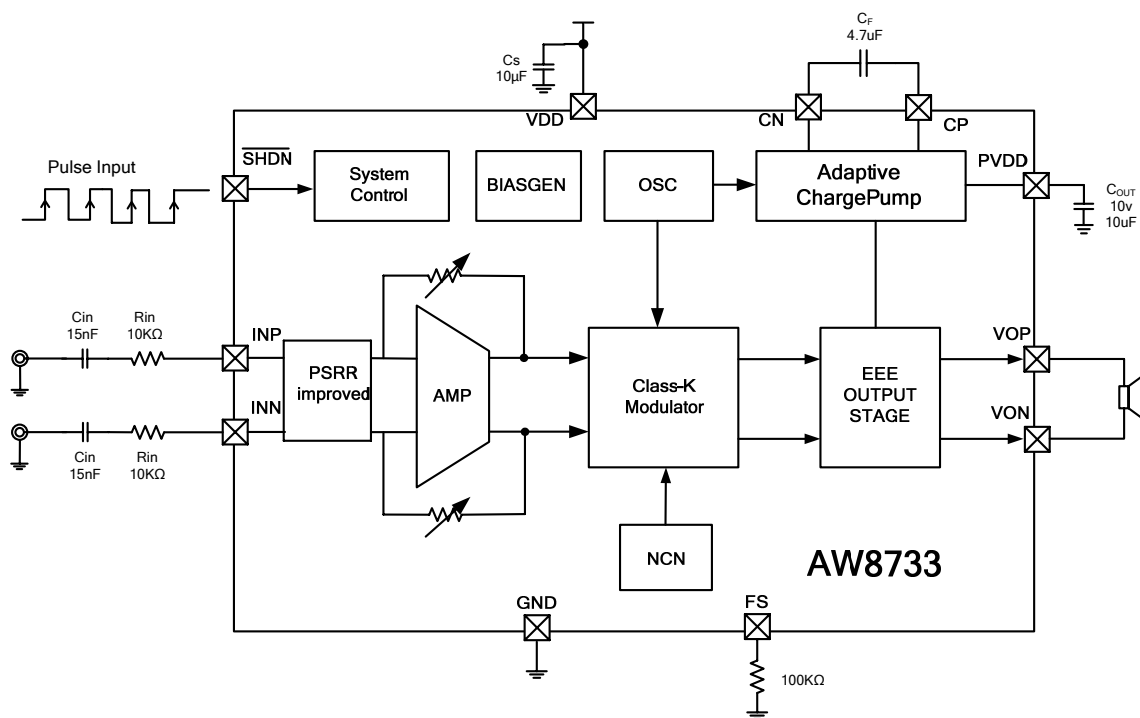 C_F
4.7uF
Cs
10µF
VDD
CN
CP
Pulse Input
SHDN
System
Control
BIASGEN
OSC
Adaptive
ChargePump
PVDD
C_OUT
10v
10uF
Cin
15nF
Rin
10KΩ
INP
PSRR
improved
AMP
Class-K
Modulator
EEE
OUTPUT
STAGE
VOP
INN
VON
Cin
15nF
Rin
10KΩ
NCN
AW8733
GND
FS
100KΩ